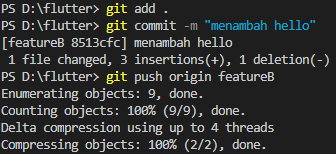 PS D:\flutter> git add .
PS D:\flutter> git commit -m "menambah hello"
[featureB 8513cfc] menambah hello
 1 file changed, 3 insertions(+), 1 deletion(-)
PS D:\flutter> git push origin featureB
Enumerating objects: 9, done.
Counting objects: 100% (9/9), done.
Delta compression using up to 4 threads
Compressing objects: 100% (2/2), done.